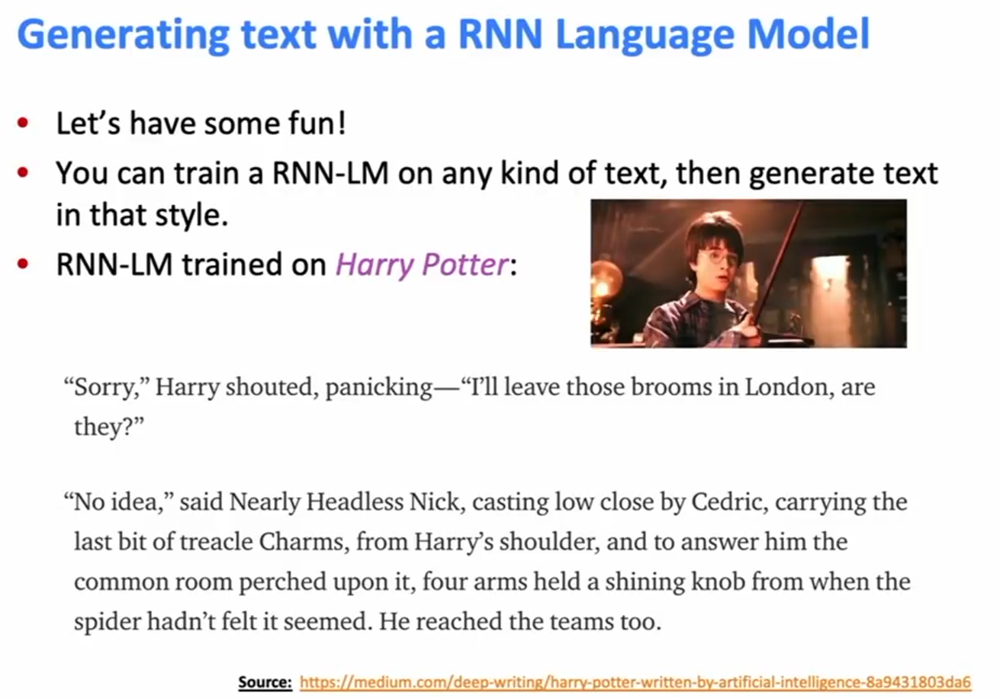 Generating text with a RNN Language Model
• Let’s have some fun!
• You can train a RNN-LM on any kind of text, then generate text
in that style.
• RNN-LM trained on Harry Potter:
“Sorry,” Harry shouted, panicking—“I’ll leave those brooms in London, are
they?”
“No idea,” said Nearly Headless Nick, casting low close by Cedric, carrying the
last bit of treacle Charms, from Harry’s shoulder, and to answer him the
common room perched upon it, four arms held a shining knob from when the
spider hadn’t felt it seemed. He reached the teams too.
Source: https://medium.com/deep-writing/harry-potter-written-by-artificial-intelligence-8a9431803da6